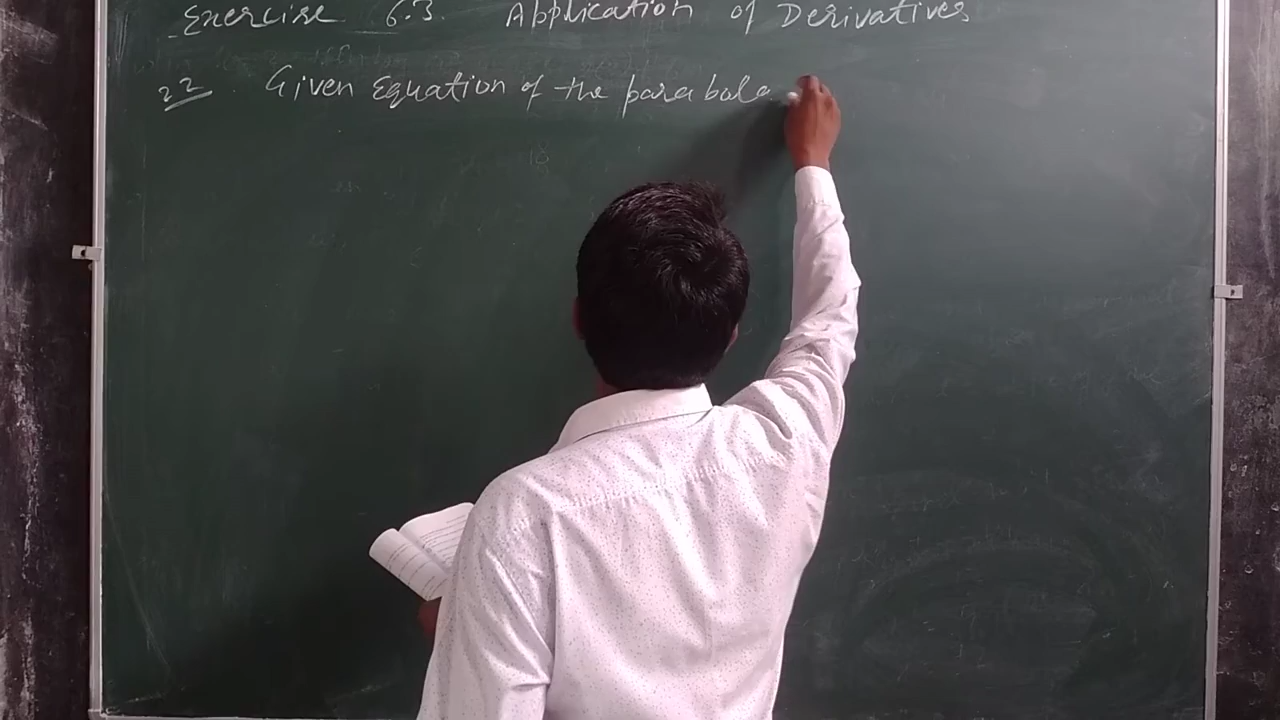 Exercise 6.3. Application of Derivatives
22 Given Equation of the parabola